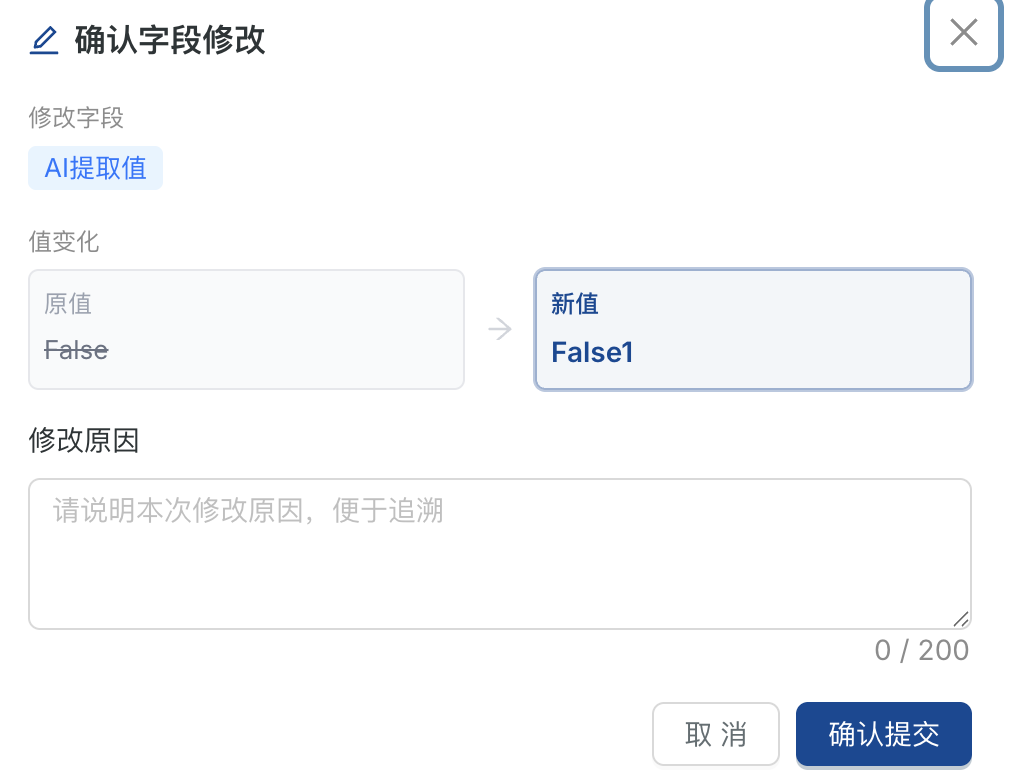 确认字段修改
修改字段
AI提取值
值变化
原值
False
新值
False1
修改原因
请说明本次修改原因，便于追溯
0 / 200
取 消
确认提交